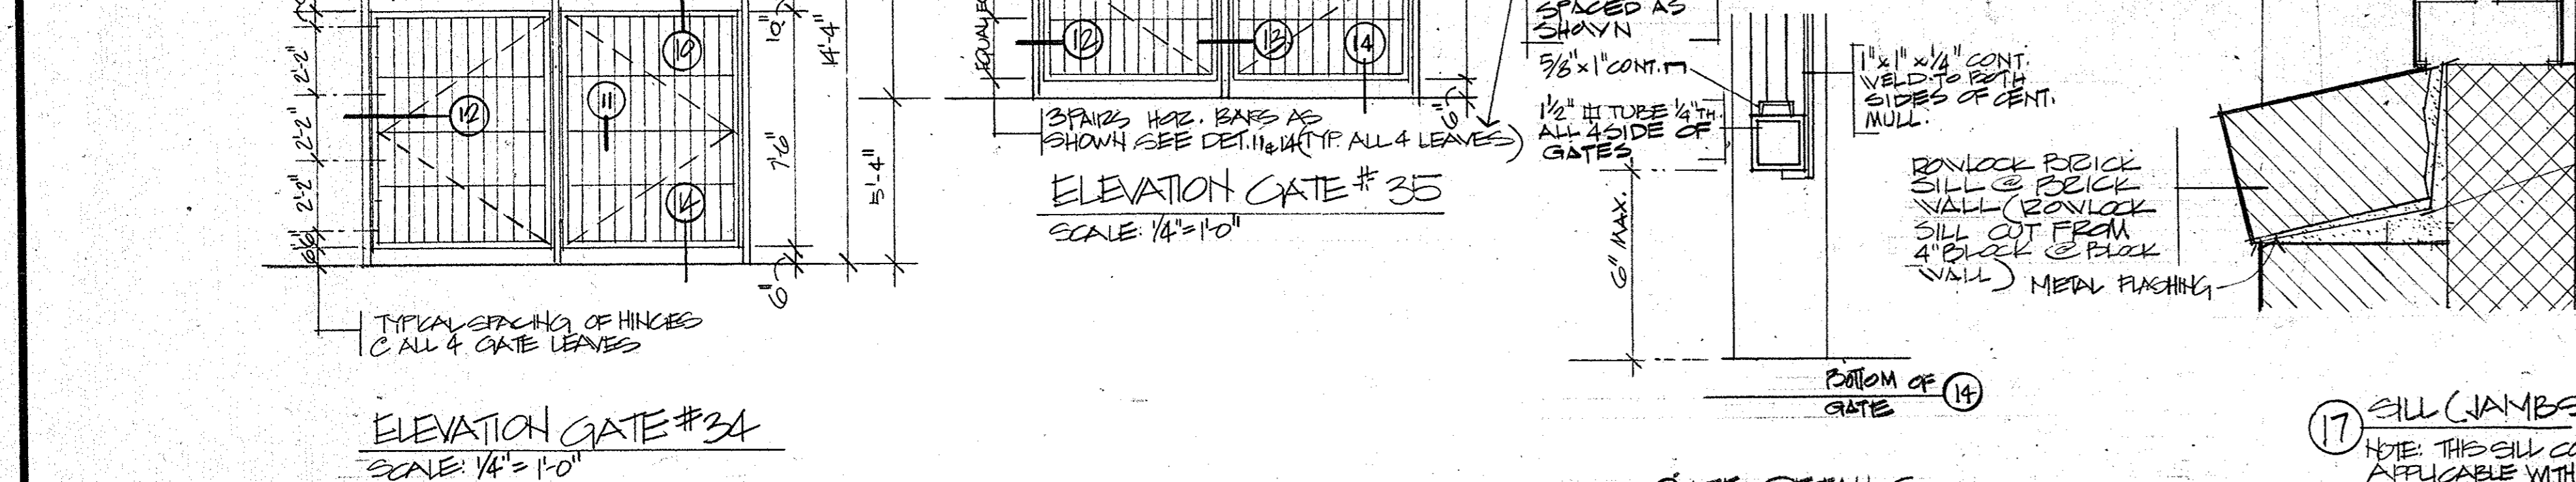 2'-2"
2'-2"
2'-2"
6"
6"
12
11
10
14
10"
7'-6"
6"
14'-4"
5'-4"
TYPICAL SPACING OF HINGES
@ ALL 4 GATE LEAVES
ELEVATION GATE #34
SCALE: 1/4"=1'-0"
EQUAL
12
13
14
6"
3 PAIRS HOR. BARS AS
SHOWN SEE DET. 11&14 (TYP. ALL 4 LEAVES)
ELEVATION GATE #35
SCALE: 1/4"=1'-0"
SPACED AS
SHOWN
5/8"x1" CONT.
1 1/2" TUBE 1/4" TH.
ALL 4 SIDE OF
GATES
6" MAX.
1"x1"x1/4" CONT.
WELD TO BOTH
SIDES OF CENT.
MULL.
BOTTOM OF
GATE
14
ROWLOCK BRICK
SILL @ BRICK
WALL (ROWLOCK
SILL CUT FROM
4" BLOCK @ BLOCK
WALL)
METAL FLASHING
17
SILL (JAMBS
NOTE: THIS SILL CO
APPLICABLE WITH